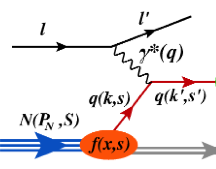 l
l'
γ*(q)
q(k,s)
q(k',s')
N(P_N,S)
f(x,s)